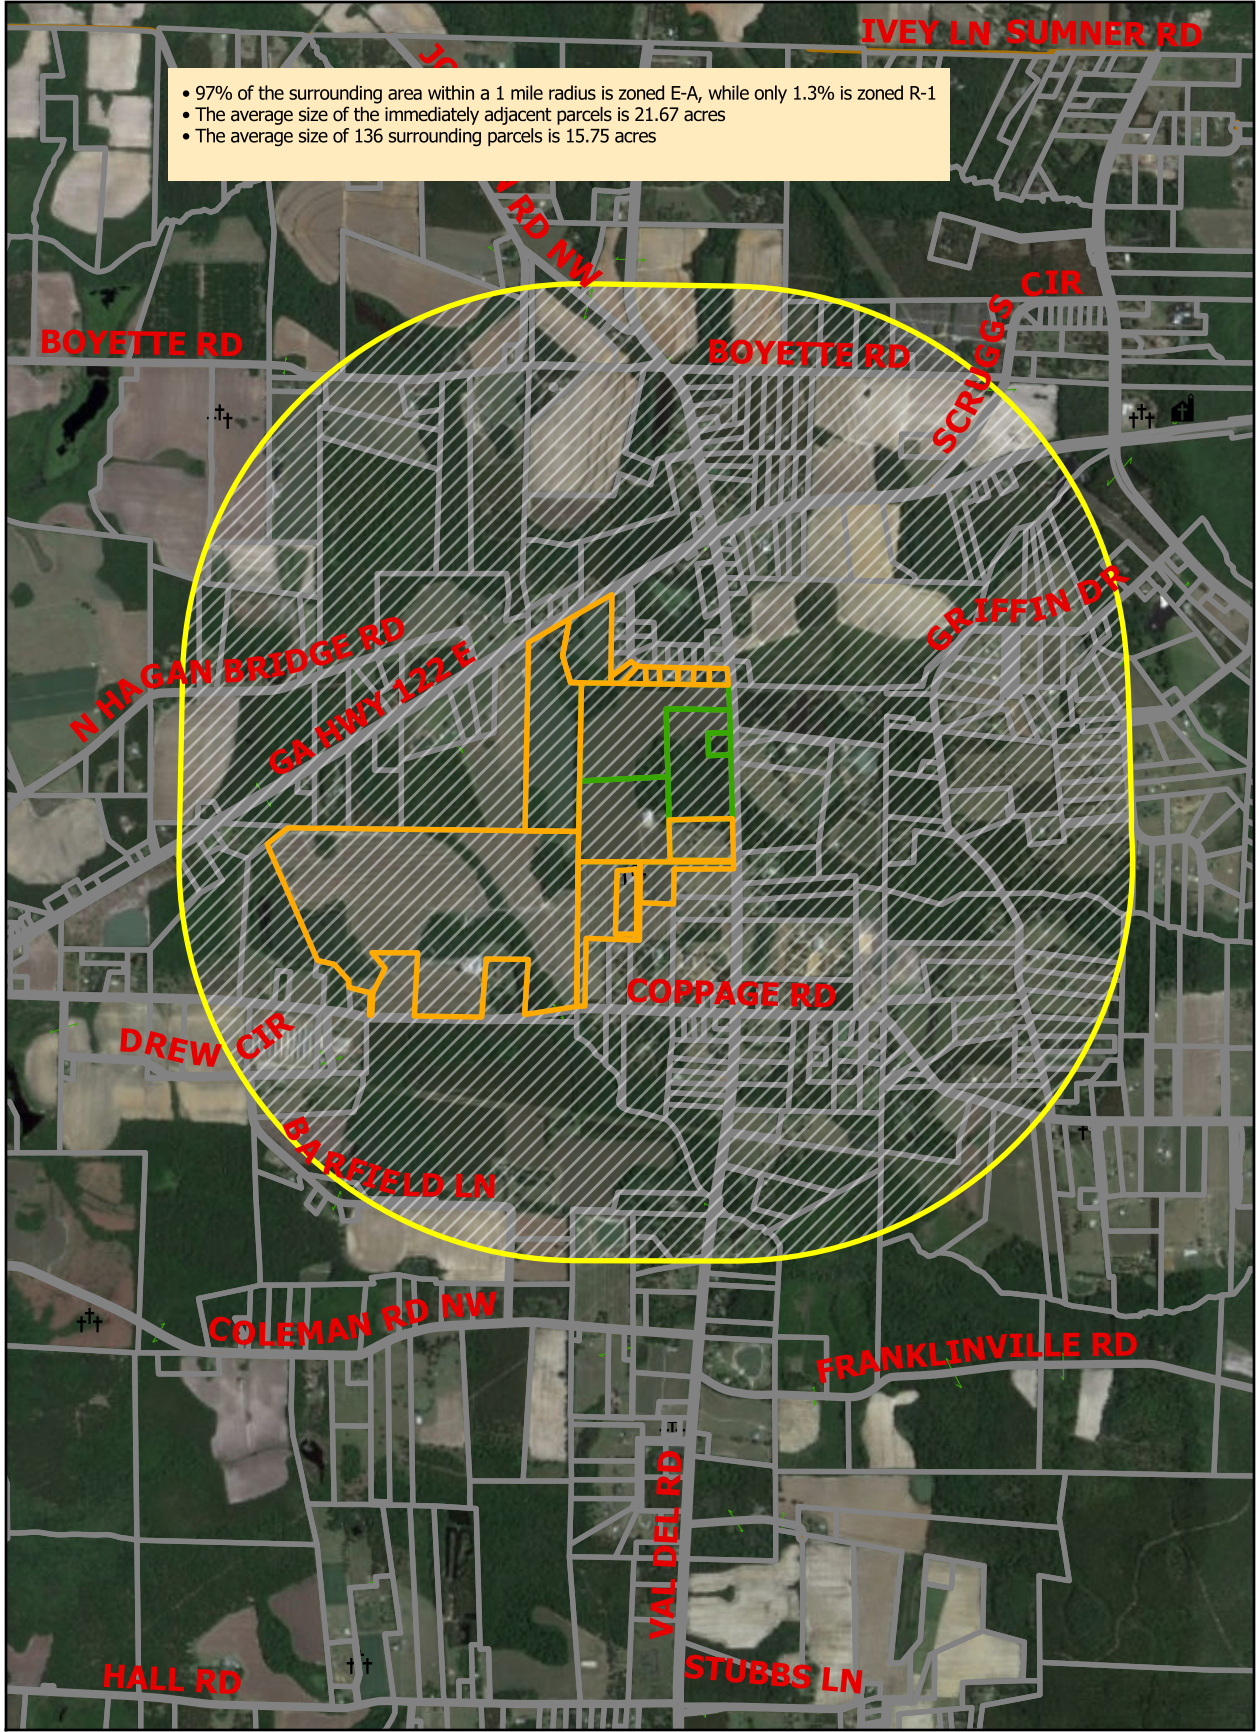 IVEY LN SUMNER RD
• 97% of the surrounding area within a 1 mile radius is zoned E-A, while only 1.3% is zoned R-1
• The average size of the immediately adjacent parcels is 21.67 acres
• The average size of 136 surrounding parcels is 15.75 acres
RD NW
SCRUGGS CIR
BOYETTE RD
BOYETTE RD
GRIFFIN DR
N HAGAN BRIDGE RD
GA HWY 122 E
COPPAGE RD
DREW CIR
BARFIELD LN
COLEMAN RD NW
FRANKLINVILLE RD
VAL DEL RD
HALL RD
STUBBS LN